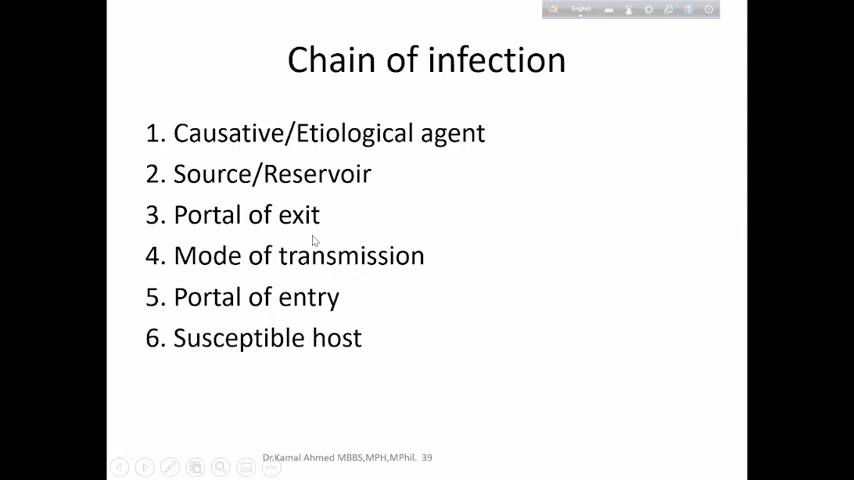 English
Chain of infection
1. Causative/Etiological agent
2. Source/Reservoir
3. Portal of exit
4. Mode of transmission
5. Portal of entry
6. Susceptible host
Dr.Kamal Ahmed MBBS,MPH,MPhil. 39